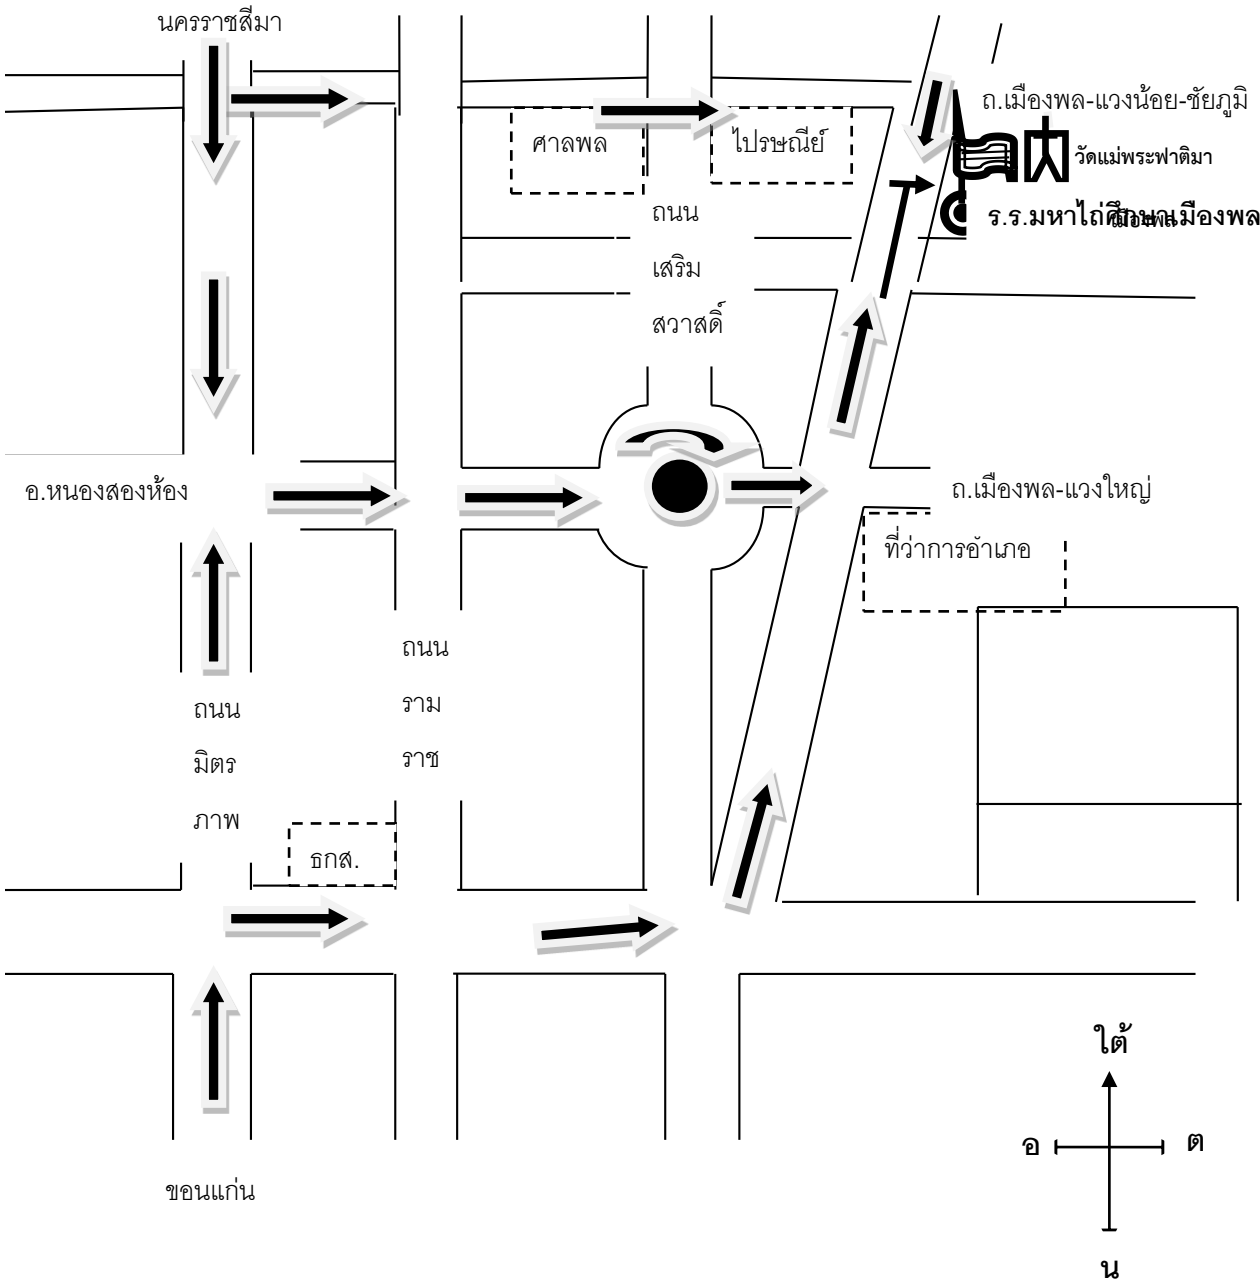 นครราชสีมา
ถ.เมืองพล-แวงน้อย-ชัยภูมิ
ศาลพล
ไปรษณีย์
วัดแม่พระฟาติมา
เมืองพล
ร.ร.มหาไถ่ศึกษาเมืองพล
ถนน
เสริม
สวาสดิ์
อ.หนองสองห้อง
ถ.เมืองพล-แวงใหญ่
ที่ว่าการอำเภอ
ถนน
ราม
ราช
ถนน
มิตร
ภาพ
ธกส.
ขอนแก่น
ใต้
อ
ต
น